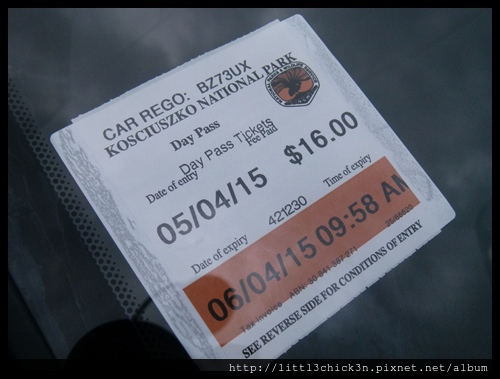 CAR REGO: BZ73UX
KOSCIUSZKO NATIONAL PARK
Day Pass
Day Pass Tickets
Date of entry Fee Paid
05/04/15 $16.00
421230
Date of expiry Time of expiry
06/04/15 09:58 AM
Tax Invoice ABN:
SEE REVERSE SIDE FOR CONDITIONS OF ENTRY
http://litt13chick3n.pixnet.net/album